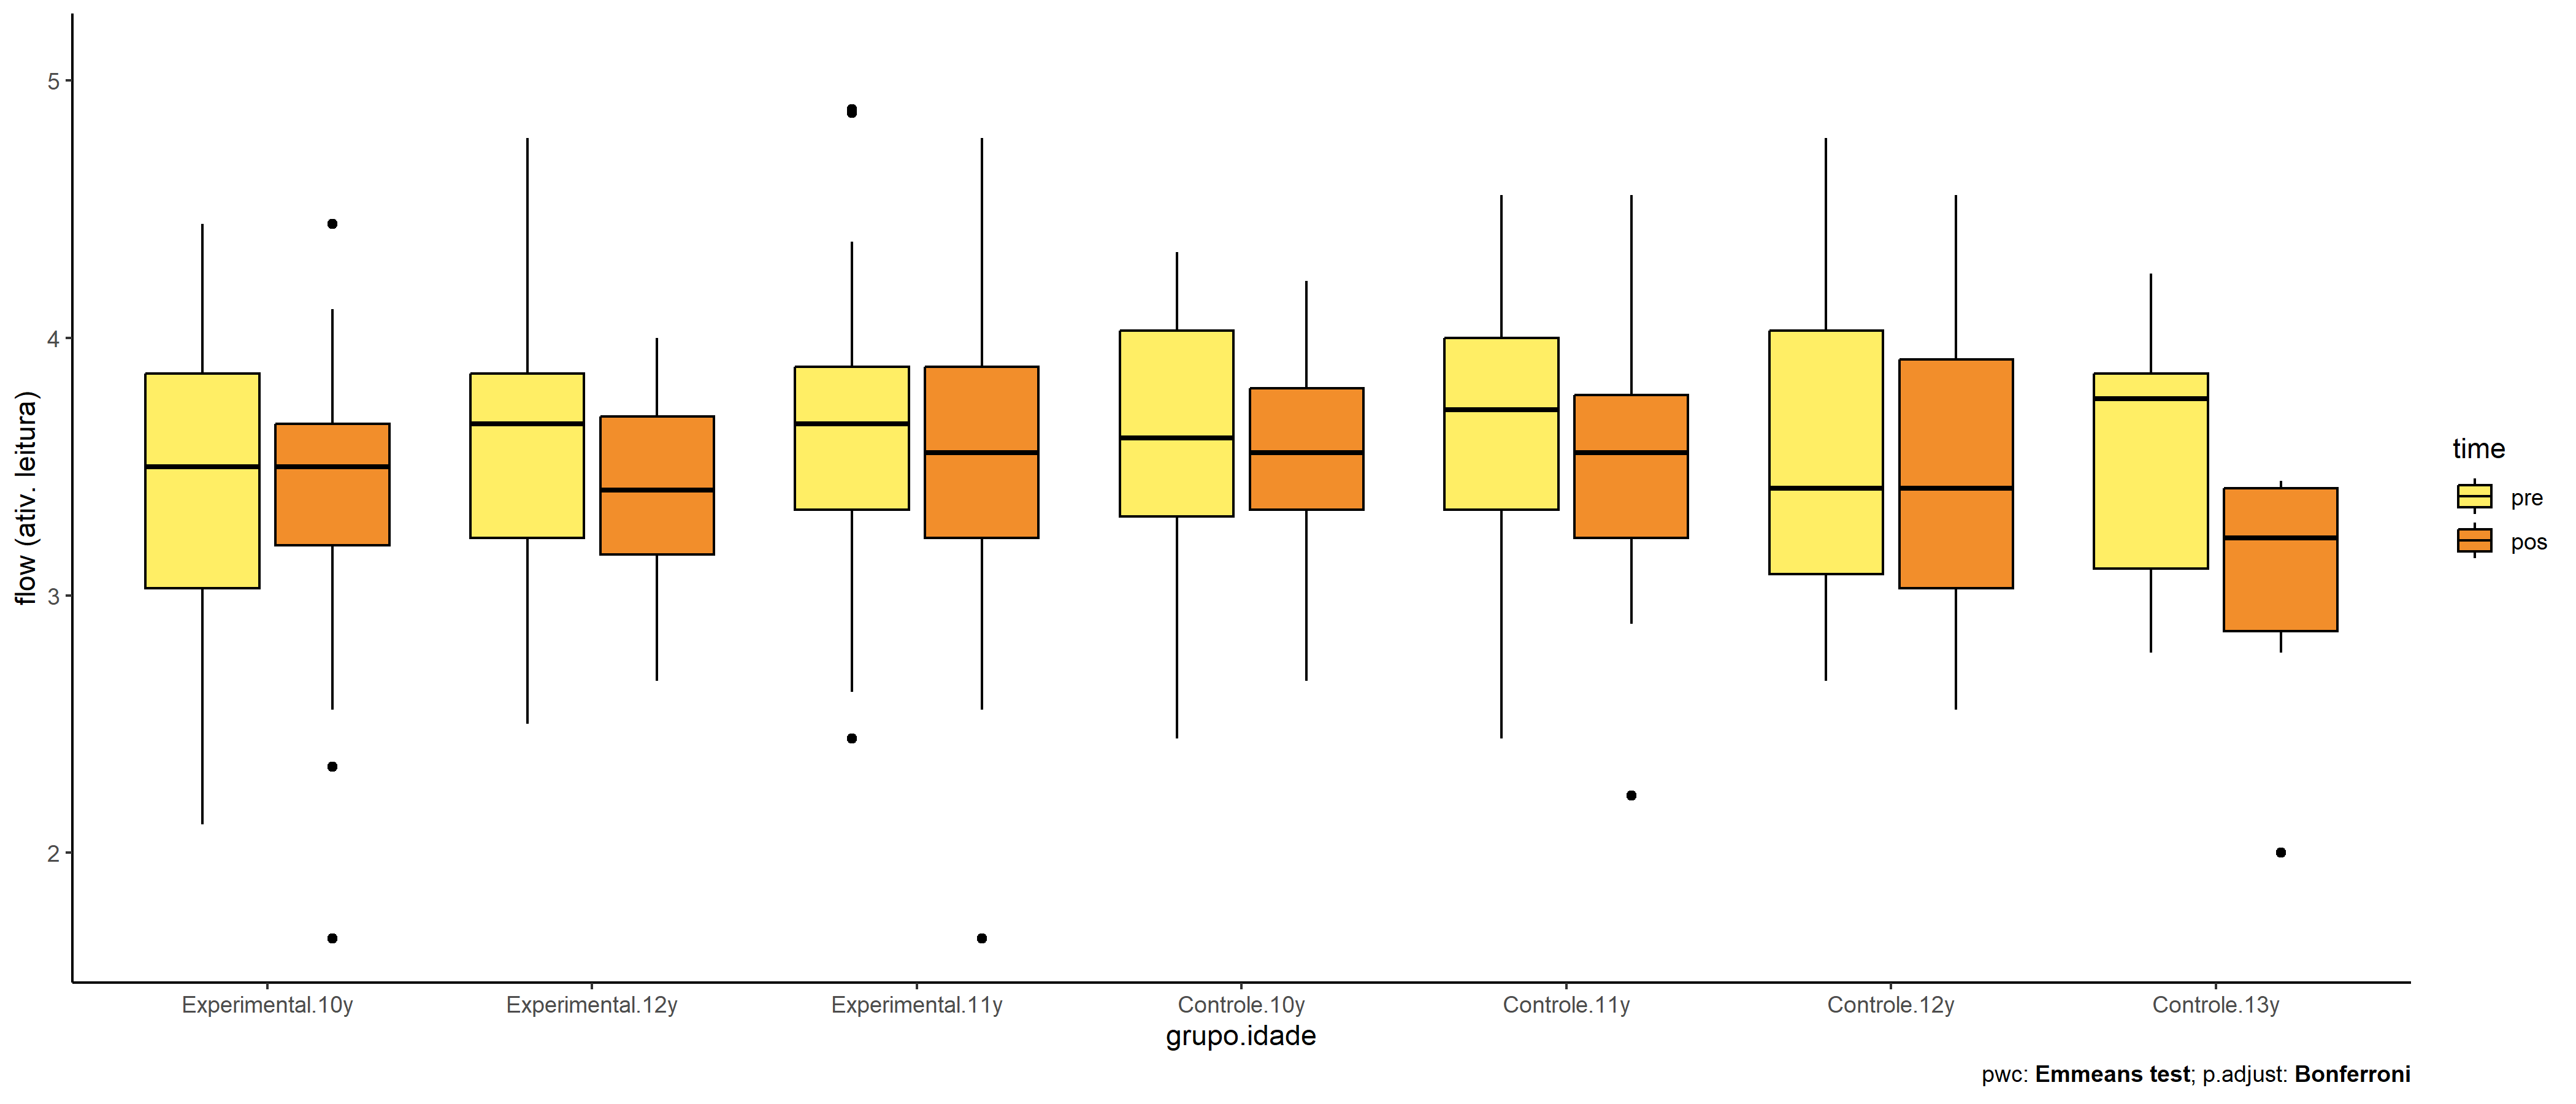 5
4
3
2
flow (ativ. leitura)
Experimental.10y
Experimental.12y
Experimental.11y
Controle.10y
Controle.11y
Controle.12y
Controle.13y
grupo.idade
time
pre
pos
pwc: Emmeans test; p.adjust: Bonferroni